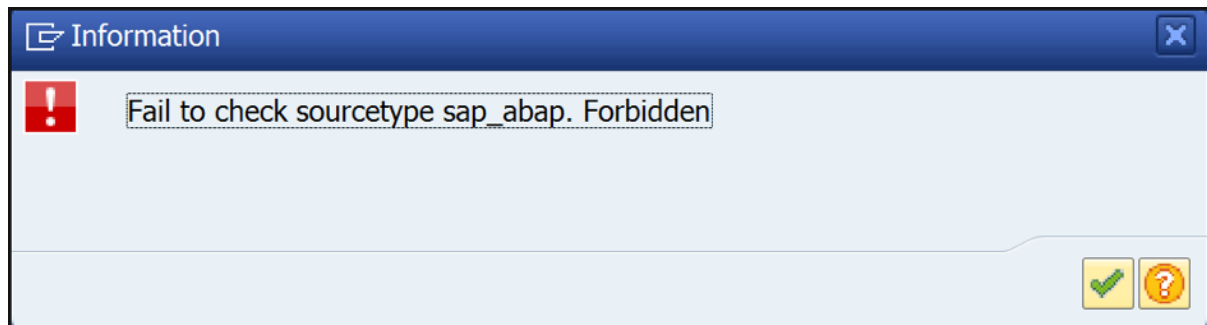 Information
Fail to check sourcetype sap_abap. Forbidden